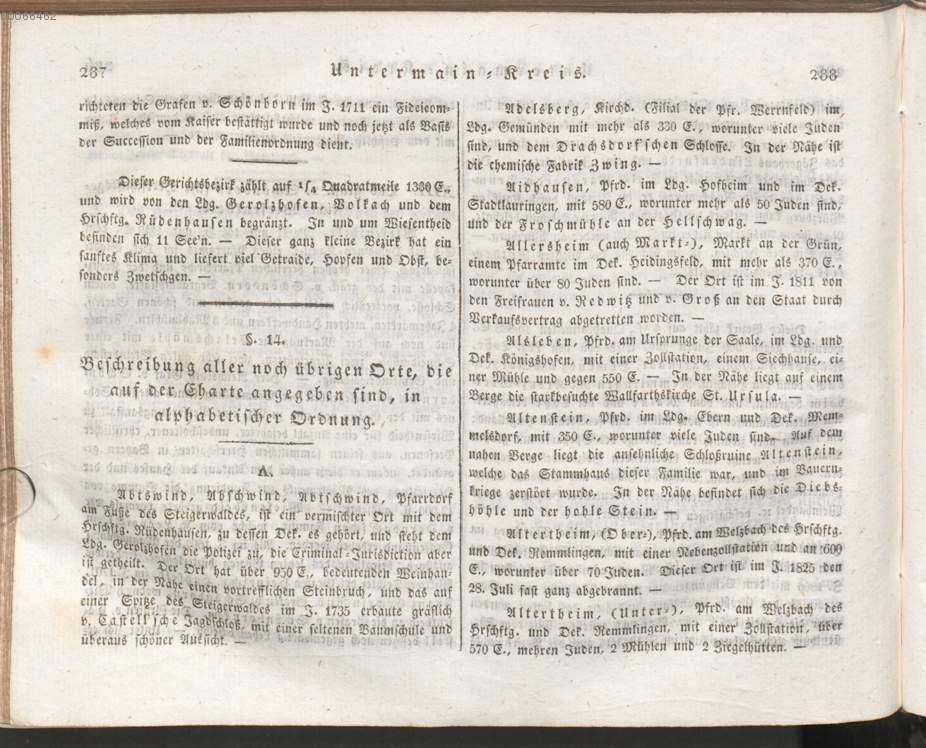 0066462
287
Untermain-Kreis.
288
richteten die Grafen v. Schönborn im J. 1711 ein Fideicom-
miß, welches vom Kaiser bestättigt wurde und noch jetzt als Basis
der Succession und der Familienordnung dient.
Dieser Gerichtsbezirk zählt auf 1/4 Quadratmeile 1330 E.,
und wird von den Ldg. Gerolzhofen, Volkach und dem
Hrschftg. Rüdenhausen begränzt. In und um Wiesentheid
befinden sich 11 See'n. — Dieser ganz kleine Bezirk hat ein
sanftes Klima und liefert viel Getraide, Hopfen und Obst, be-
sonders Zwetschgen. —
§. 14.
Beschreibung aller noch übrigen Orte, die
auf der Charte angegeben sind, in
alphabetischer Ordnung.
A.
Abtswind, Abschwind, Abtschwind, Pfarrdorf
am Fuße des Steigerwaldes, ist ein vermischter Ort mit dem
Hrschftg. Rüdenhausen, zu dessen Dek. es gehört, und steht dem
Ldg. Gerolzhofen die Polizei zu, die Criminal-Jurisdiction aber
ist getheilt. Der Ort hat über 950 E., bedeutenden Weinhan-
del, in der Nähe einen vortrefflichen Steinbruch, und das auf
einer Spize des Steigerwaldes im J. 1735 erbaute gräflich
v. Castell'sche Jagdschloß, mit einer seltenen Baumschule und
überaus schöner Aussicht. —
Adelsberg, Kirchd. (Filial der Pfr. Wernfeld) im
Ldg. Gemünden mit mehr als 330 E., worunter viele Juden
sind, und dem Drachsdorf'schen Schlosse. In der Nähe ist
die chemische Fabrik Zwing. —
Aidhausen, Pfrd. im Ldg. Hofheim und im Dek.
Stadtlauringen, mit 580 E., worunter mehr als 50 Juden sind,
und der Froschmühle an der Hellschwag. —
Allersheim (auch Markt-), Markt an der Grün,
einem Pfarramte im Dek. Heidingsfeld, mit mehr als 370 E.,
worunter über 80 Juden sind. — Der Ort ist im J. 1811 von
den Freifrauen v. Redwitz und v. Groß an den Staat durch
Verkaufsvertrag abgetretten worden. —
Alsleben, Pfrd. am Ursprunge der Saale, im Ldg. und
Dek. Königshofen, mit einer Zollstation, einem Siechhause, ei-
ner Mühle und gegen 550 E. — In der Nähe liegt auf einem
Berge die starkbesuchte Wallfarthskirche St. Ursula. —
Altenstein, Pfrd. im Ldg. Ebern und Dek. Mem-
melsdorf, mit 350 E., worunter viele Juden sind. Auf dem
nahen Berge liegt die ansehnliche Schloßruine Altenstein,
welche das Stammhaus dieser Familie war, und im Bauern-
kriege zerstört wurde. In der Nähe befindet sich die Diebs-
höhle und der hohle Stein. —
Altertheim, (Ober-), Pfrd. am Welzbach des Hrschftg.
und Dek. Remmlingen, mit einer Nebenzollstation und an 600
E., worunter über 70 Juden. Dieser Ort ist im J. 1825 den
28. Juli fast ganz abgebrannt. —
Altertheim, (Unter-), Pfrd. am Welzbach des
Hrschftg. und Dek. Remmlingen, mit einer Zollstation, über
570 E., mehren Juden, 2 Mühlen und 2 Ziegelhütten. —